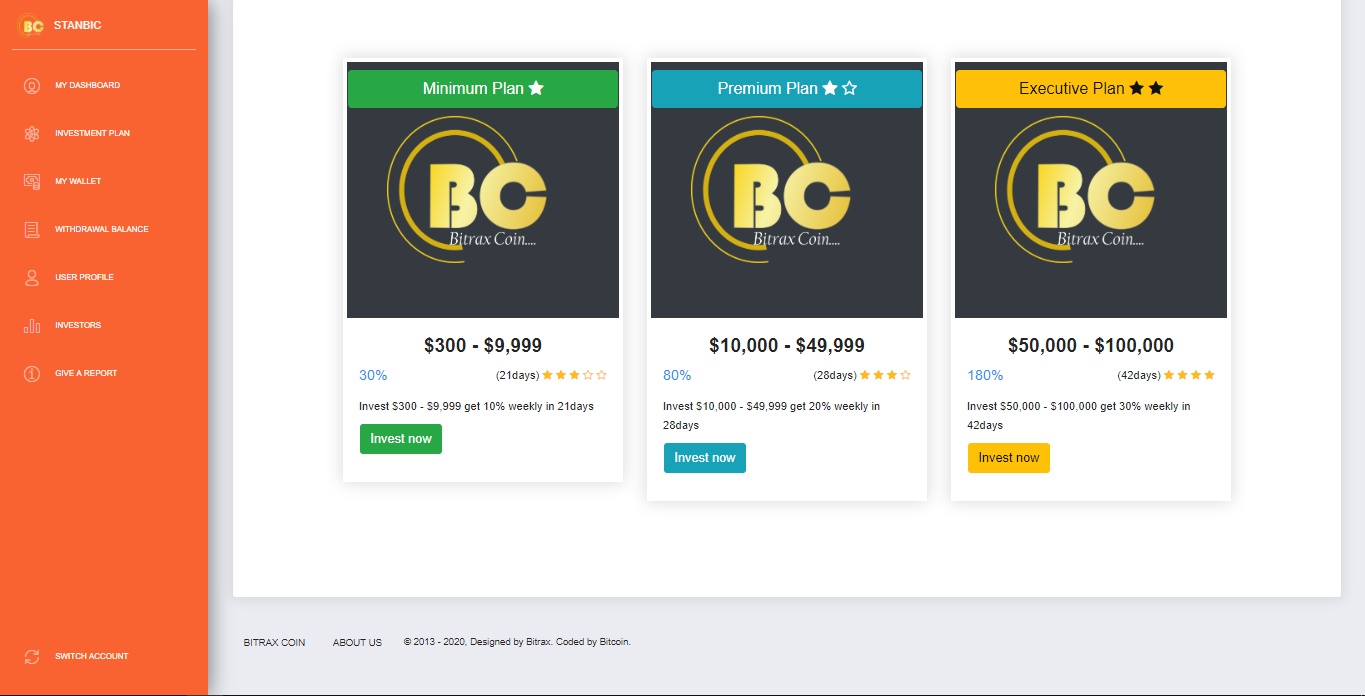 BC STANBIC
MY DASHBOARD
INVESTMENT PLAN
MY WALLET
WITHDRAWAL BALANCE
USER PROFILE
INVESTORS
GIVE A REPORT
SWITCH ACCOUNT
Minimum Plan
BC
Bitrax Coin....
$300 - $9,999
30% (21days)
Invest $300 - $9,999 get 10% weekly in 21days
Invest now
Premium Plan
BC
Bitrax Coin....
$10,000 - $49,999
80% (28days)
Invest $10,000 - $49,999 get 20% weekly in
28days
Invest now
Executive Plan
BC
Bitrax Coin....
$50,000 - $100,000
180% (42days)
Invest $50,000 - $100,000 get 30% weekly in
42days
Invest now
BITRAX COIN ABOUT US © 2013 - 2020, Designed by Bitrax. Coded by Bitcoin.